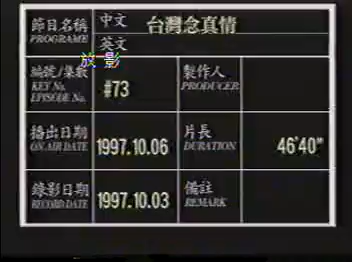 節目名稱 中文 台灣念真情
PROGRAME 英文
放影
編號/集數 #73 製作人
KEY No. PRODUCER
EPISODE No.
播出日期 1997.10.06 片長 46'40"
ON AIR DATE DURATION
錄影日期 1997.10.03 備註
RECORD DATE REMARK